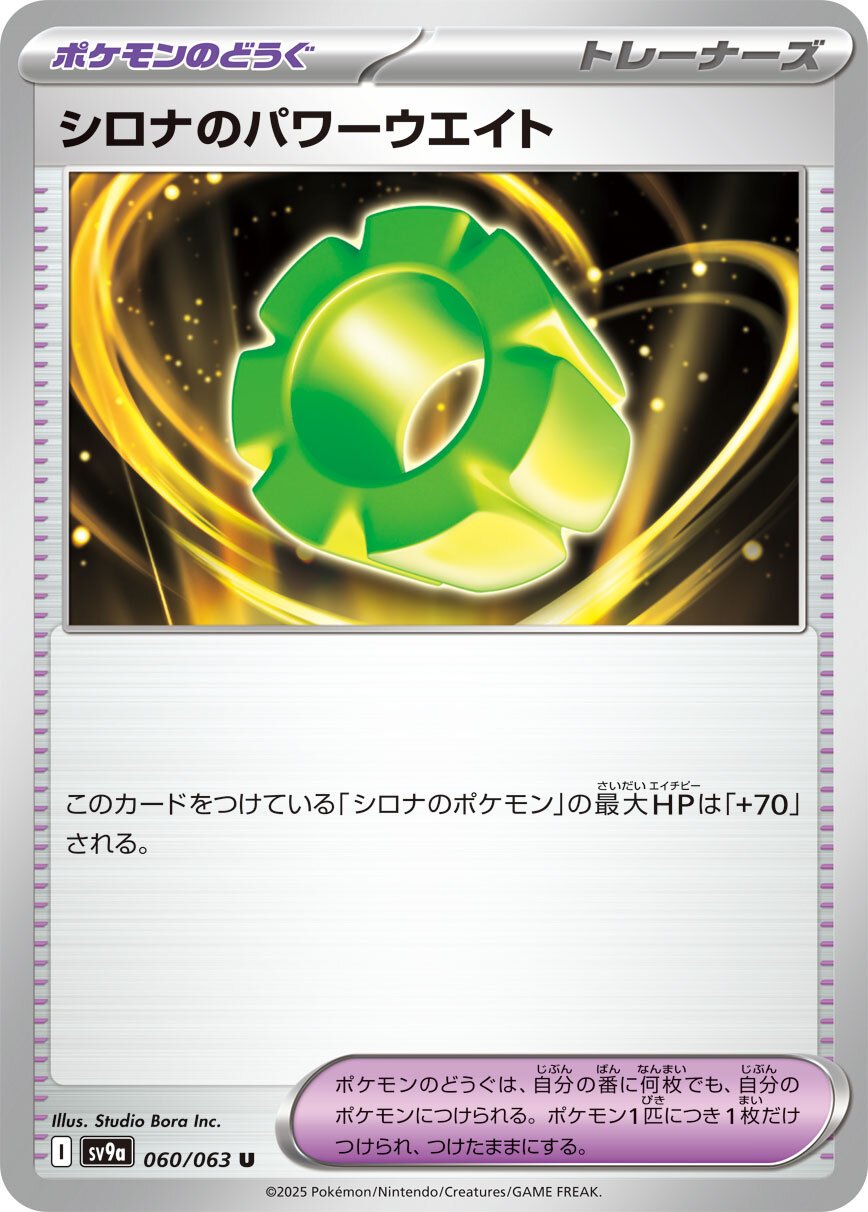 ポケモンのどうぐ
トレーナーズ
シロナのパワーウエイト
このカードをつけている「シロナのポケモン」の最大HPは「+70」
さいだい エイチピー
される。
ポケモンのどうぐは、自分の番に何枚でも、自分の
じぶん ばん なんまい じぶん
ポケモンにつけられる。ポケモン1匹につき1枚だけ
びき まい
つけられ、つけたままにする。
Illus. Studio Bora Inc.
I sv9a 060/063 U
©2025 Pokémon/Nintendo/Creatures/GAME FREAK.